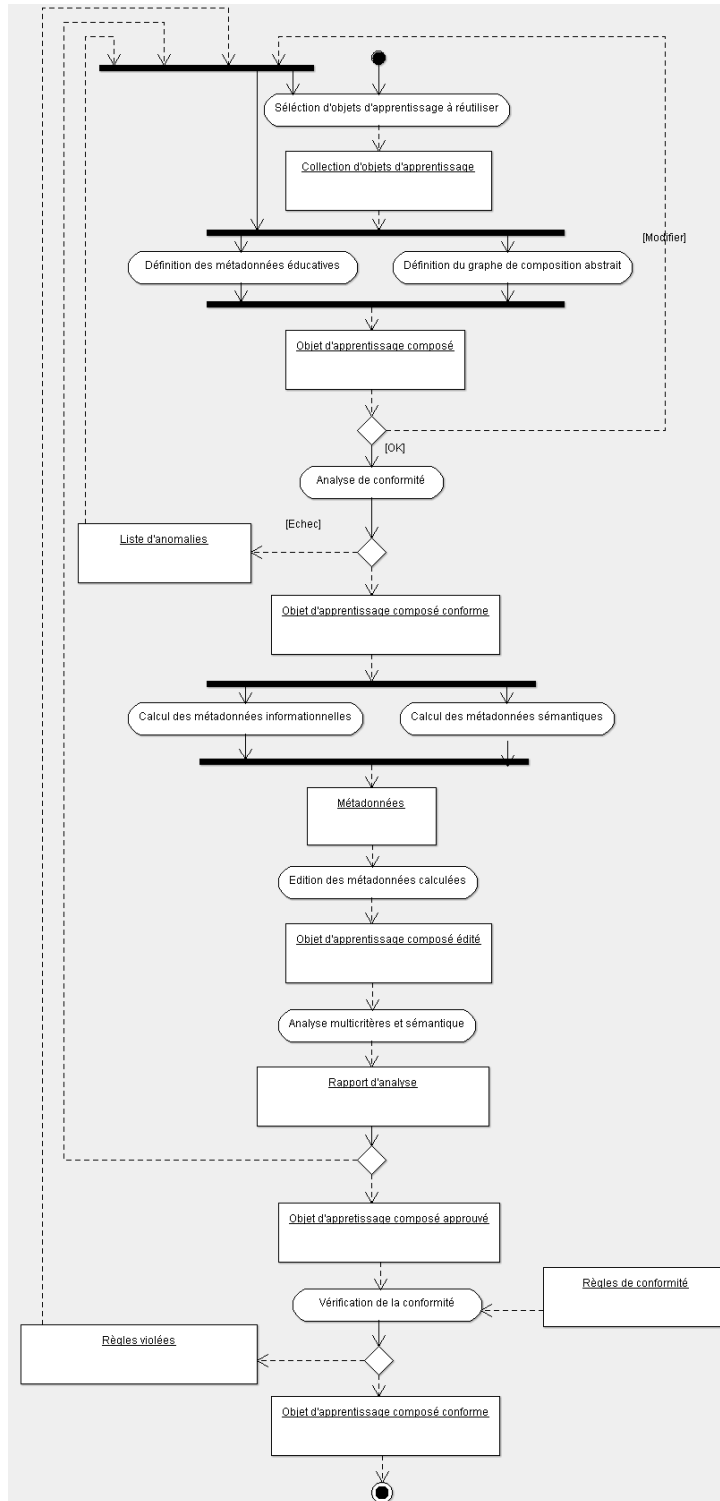 Séléction d'objets d'apprentissage à réutiliser
Collection d'objets d'apprentissage
[Modifier]
Définition des métadonnées éducatives
Définition du graphe de composition abstrait
Objet d'apprentissage composé
[OK]
Analyse de conformité
[Echec]
Liste d'anomalies
Objet d'apprentissage composé conforme
Calcul des métadonnées informationnelles
Calcul des métadonnées sémantiques
Métadonnées
Edition des métadonnées calculées
Objet d'apprentissage composé édité
Analyse multicritères et sémantique
Rapport d'analyse
Objet d'appretissage composé approuvé
Règles de conformité
Vérification de la conformité
Règles violées
Objet d'apprentissage composé conforme